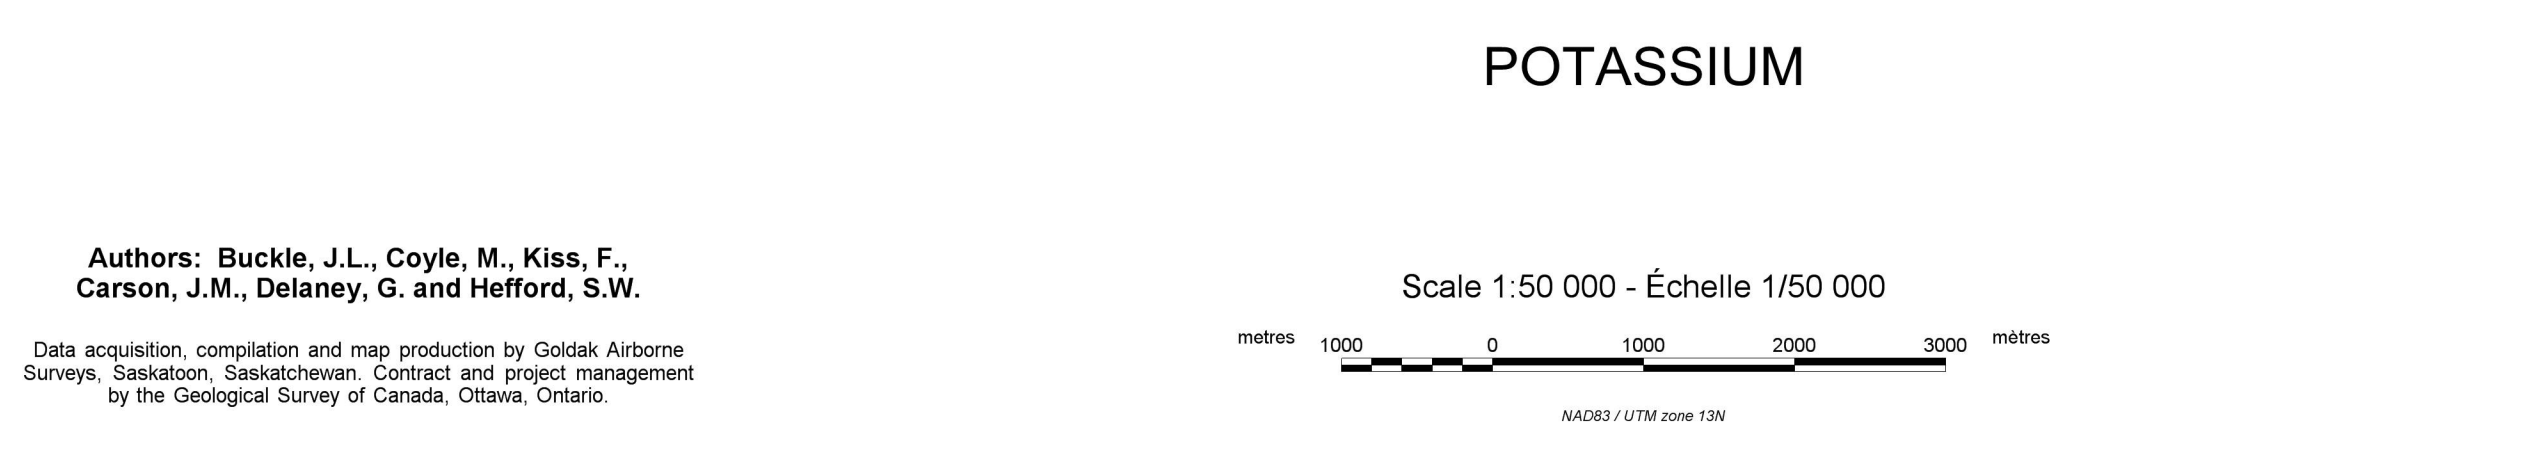 POTASSIUM
Authors: Buckle, J.L., Coyle, M., Kiss, F.,
Carson, J.M., Delaney, G. and Hefford, S.W.
Data acquisition, compilation and map production by Goldak Airborne
Surveys, Saskatoon, Saskatchewan. Contract and project management
by the Geological Survey of Canada, Ottawa, Ontario.
Scale 1:50 000 - Échelle 1/50 000
metres 1000 0 1000 2000 3000 mètres
NAD83 / UTM zone 13N